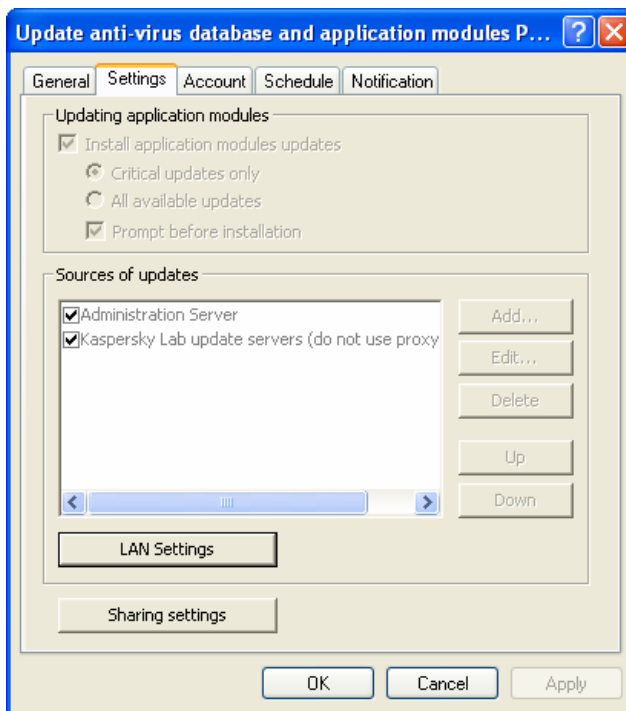 Update anti-virus database and application modules P...
General Settings Account Schedule Notification
Updating application modules
Install application modules updates
Critical updates only
All available updates
Prompt before installation
Sources of updates
Administration Server
Kaspersky Lab update servers (do not use proxy
Add...
Edit...
Delete
Up
Down
LAN Settings
Sharing settings
OK Cancel Apply